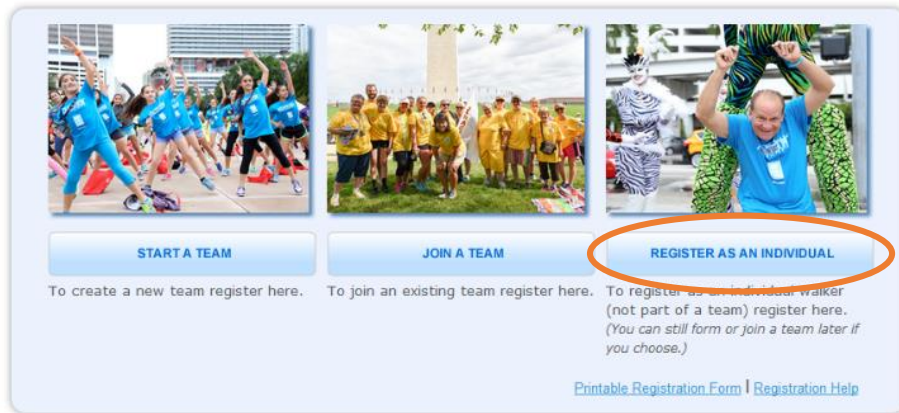 START A TEAM
JOIN A TEAM
REGISTER AS AN INDIVIDUAL
To create a new team register here.
To join an existing team register here.
To register as an individual walker
(not part of a team) register here.
(You can still form or join a team later if
you choose.)
Printable Registration Form | Registration Help